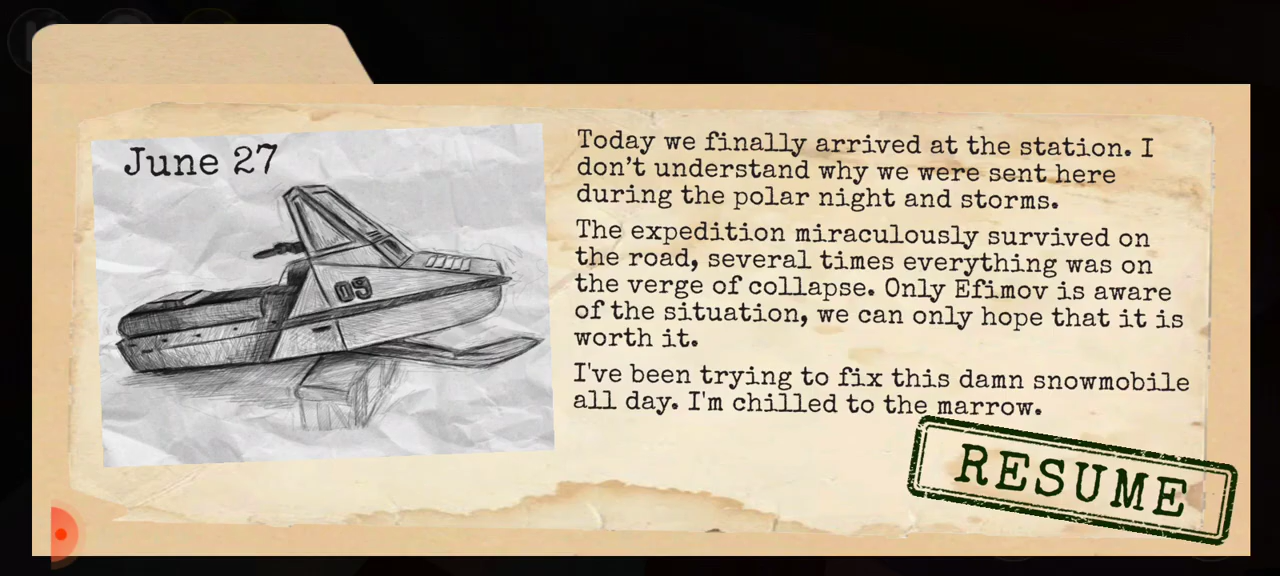 June 27
09
Today we finally arrived at the station. I
don't understand why we were sent here
during the polar night and storms.
The expedition miraculously survived on
the road, several times everything was on
the verge of collapse. Only Efimov is aware
of the situation, we can only hope that it is
worth it.
I've been trying to fix this damn snowmobile
all day. I'm chilled to the marrow.
RESUME